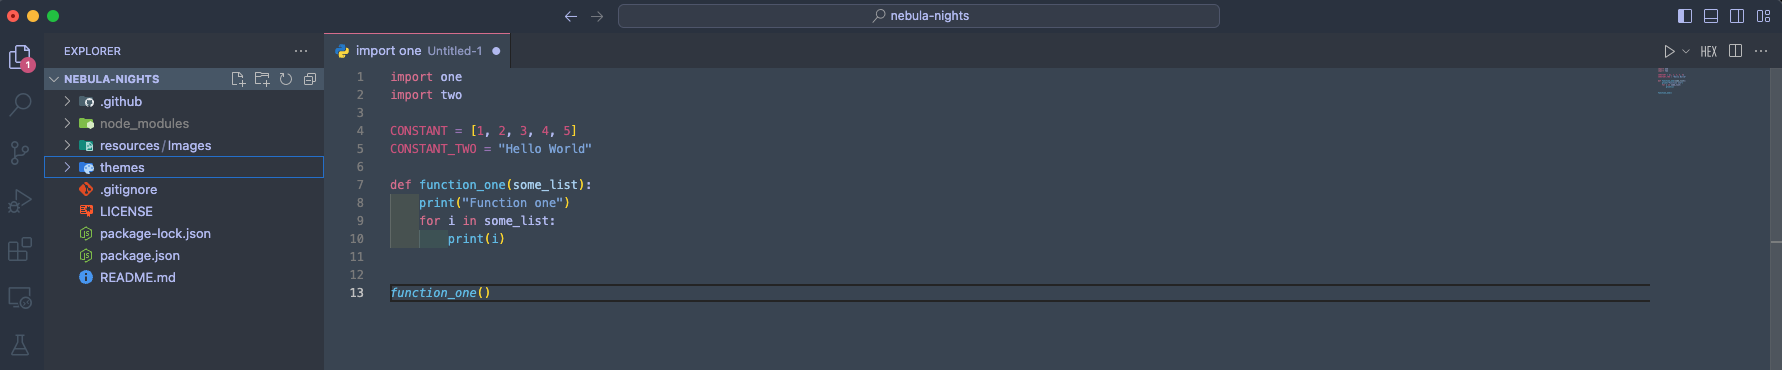 nebula-nights
EXPLORER
import one Untitled-1
HEX
1
NEBULA-NIGHTS
.github
node_modules
resources/Images
themes
.gitignore
LICENSE
package-lock.json
package.json
README.md
1 import one
2 import two
3
4 CONSTANT = [1, 2, 3, 4, 5]
5 CONSTANT_TWO = "Hello World"
6
7 def function_one(some_list):
8     print("Function one")
9     for i in some_list:
10         print(i)
11
12
13 function_one()